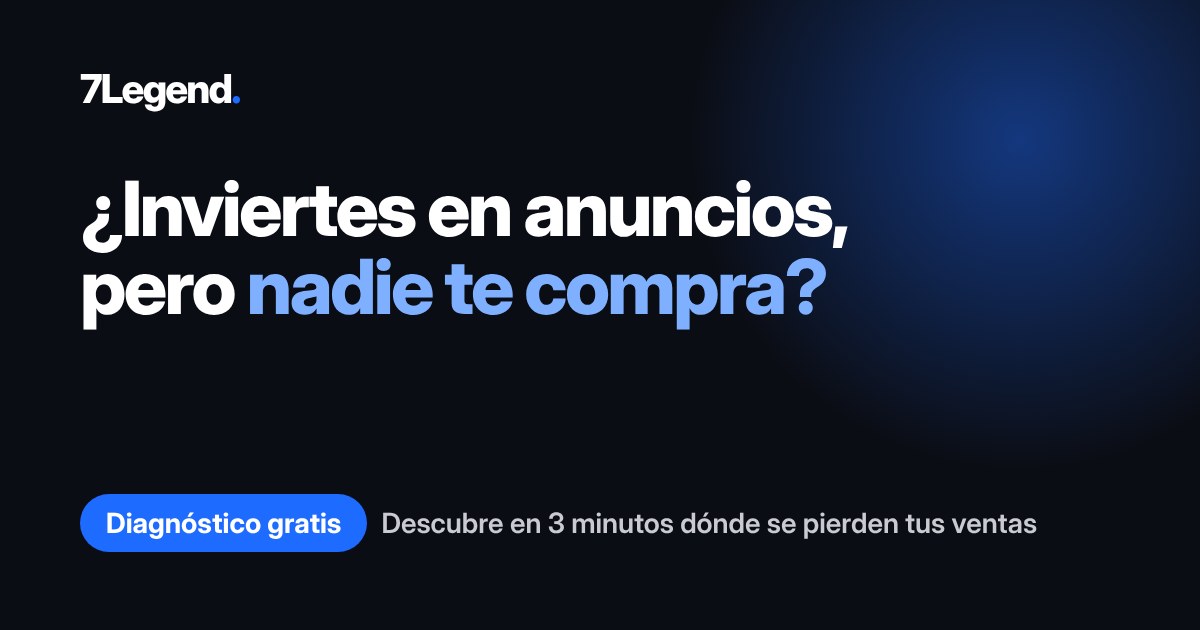 7Legend.
¿Inviertes en anuncios,
pero nadie te compra?
Diagnóstico gratis
Descubre en 3 minutos dónde se pierden tus ventas